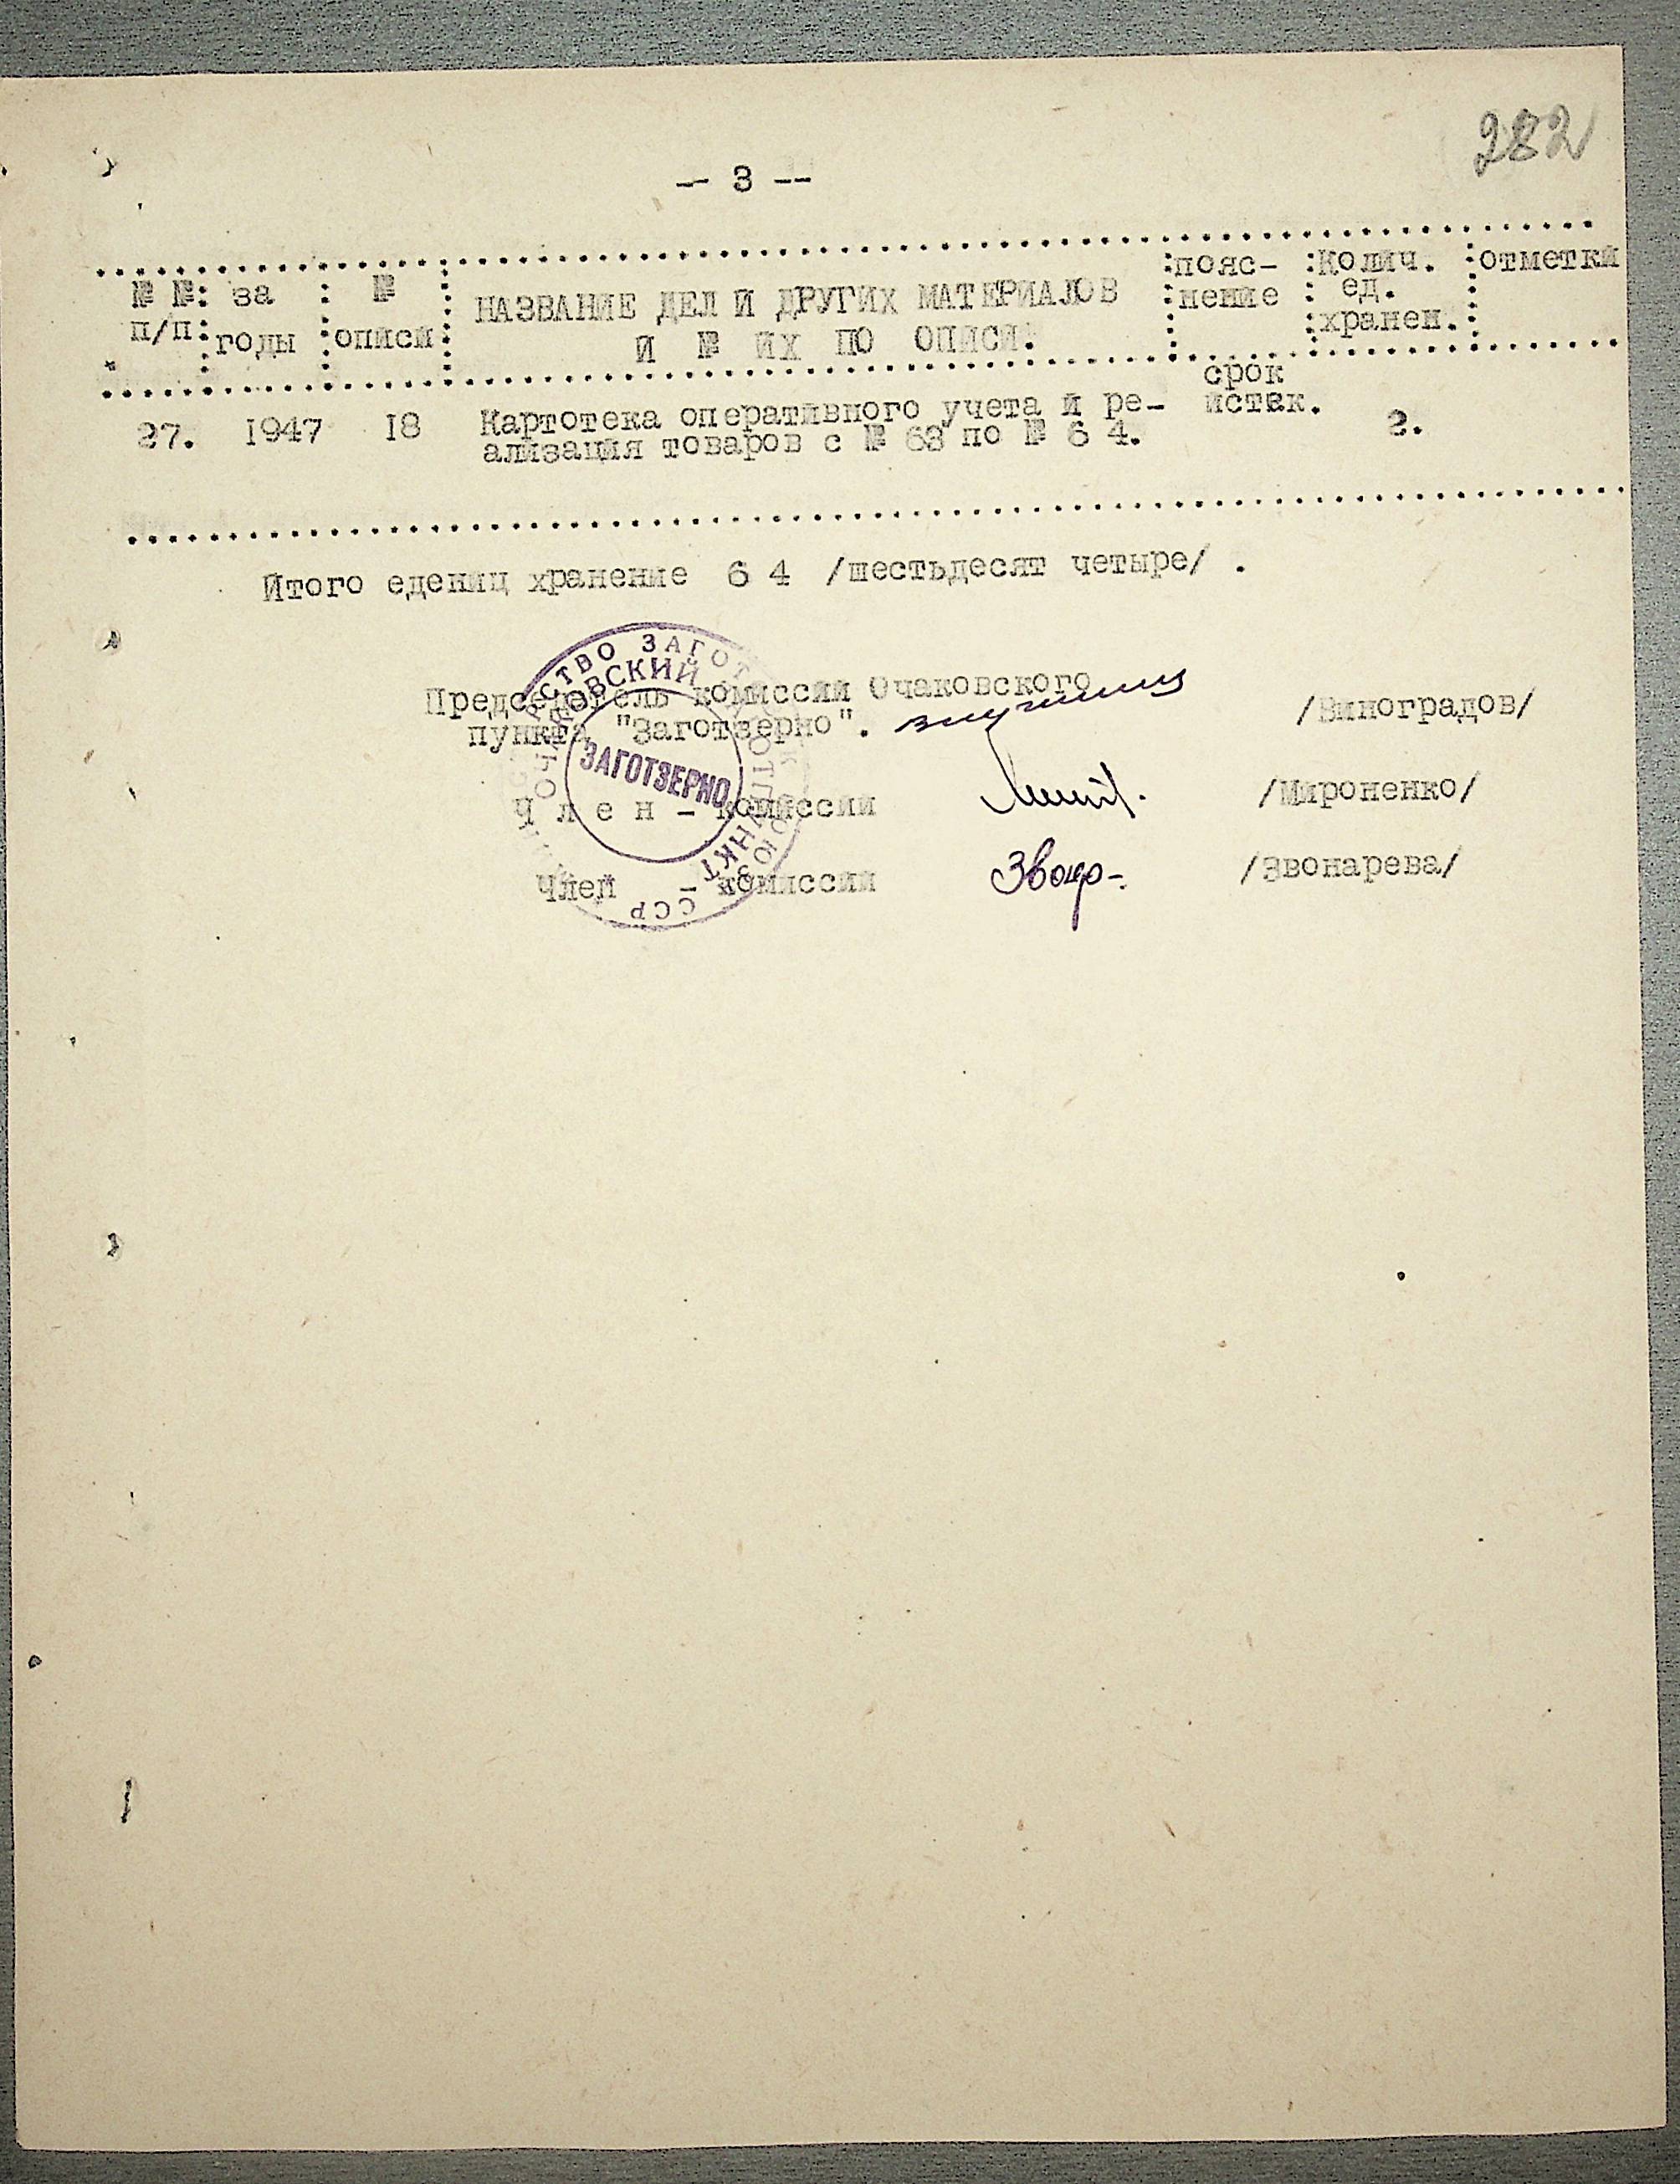 282
— 3 —
№ №: за : № : НАЗВАНИЕ ДЕЛ И ДРУГИХ МАТЕРИАЛОВ :пояс- :Колич. :отметки
п/п: годы :описи: И № ИХ ПО ОПИСИ. :нение : ед. :
:хранен.:
срок
27. 1947 18 Картотека оперативного учета и ре- истек. 2.
ализация товаров с № 63 по № 6 4.
Итого едениц хранение 6 4 /шестьдесят четыре/ .
Председатель комиссии Очаковского
пункта "Заготзерно". /Виноградов/
Ч л е н - комиссии /Мироненко/
Член - комиссии Звонар- /Звонарева/
ЗАГОТЗЕРНО
СССР